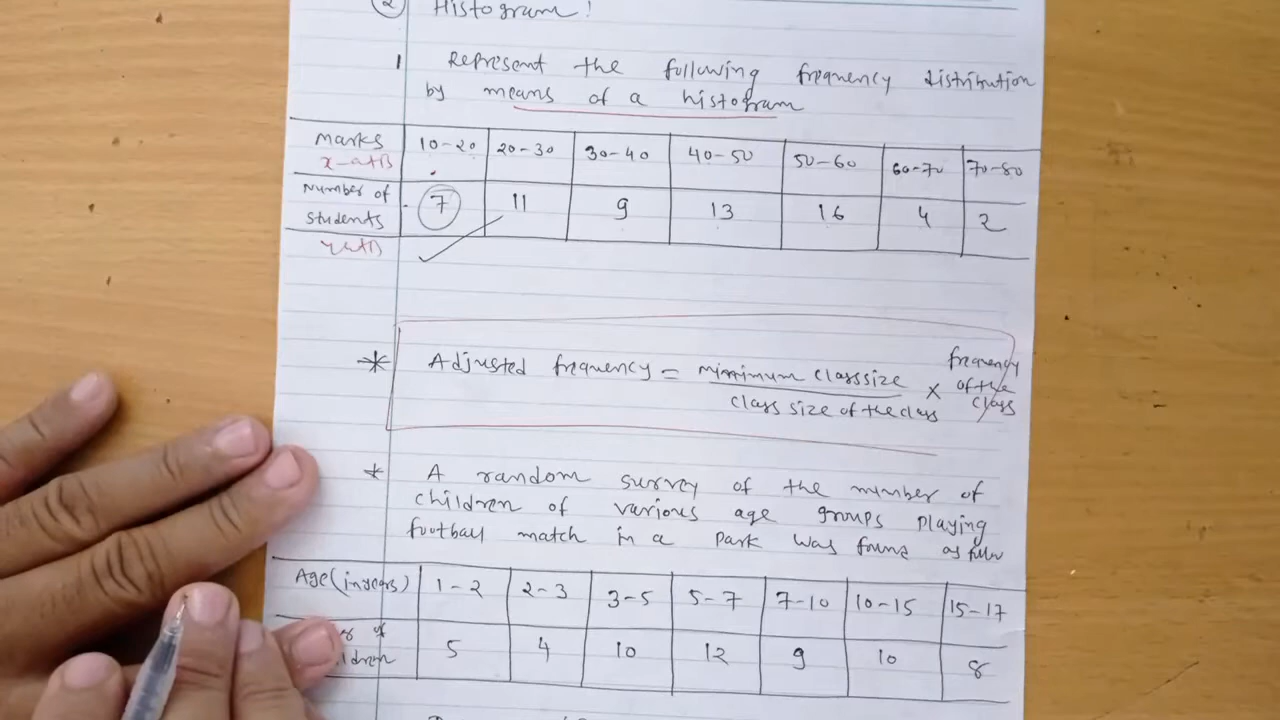 2 Histogram!
1 Represent the following frequency distribution
by means of a histogram
Marks 10-20 20-30 30-40 40-50 50-60 60-70 70-80
Number of students 7 11 9 13 16 4 2
* Adjusted frequency = minimum class size / class size of the class × frequency of the class
* A random survey of the number of
children of various age groups playing
football match in a park was found as
Age (in years) 1-2 2-3 3-5 5-7 7-10 10-15 15-17
of 5 4 10 12 9 10 8